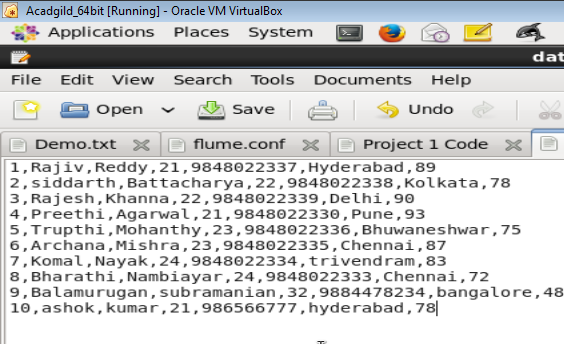 Acadgild_64bit [Running] - Oracle VM VirtualBox
Applications Places System
dat
File Edit View Search Tools Documents Help
Open Save Undo
Demo.txt flume.conf Project 1 Code
1,Rajiv,Reddy,21,9848022337,Hyderabad,89
2,siddarth,Battacharya,22,9848022338,Kolkata,78
3,Rajesh,Khanna,22,9848022339,Delhi,90
4,Preethi,Agarwal,21,9848022330,Pune,93
5,Trupthi,Mohanthy,23,9848022336,Bhuwaneshwar,75
6,Archana,Mishra,23,9848022335,Chennai,87
7,Komal,Nayak,24,9848022334,trivendram,83
8,Bharathi,Nambiayar,24,9848022333,Chennai,72
9,Balamurugan,subramanian,32,9884478234,bangalore,48
10,ashok,kumar,21,986566777,hyderabad,78